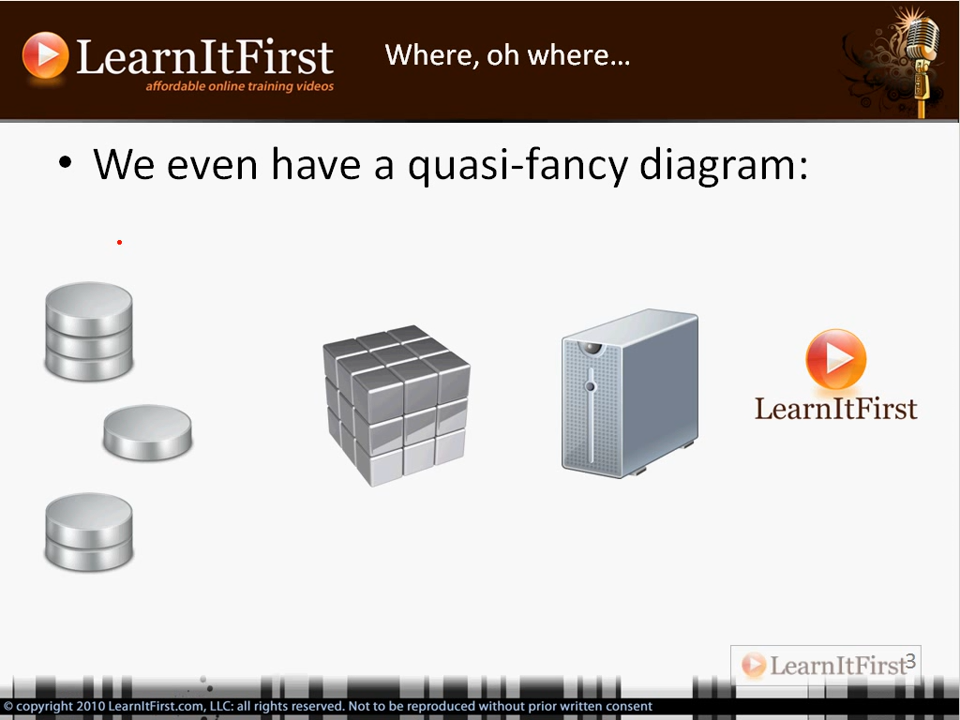 LearnItFirst
affordable online training videos
Where, oh where...
• We even have a quasi-fancy diagram:
LearnItFirst
LearnItFirst
3
© copyright 2010 LearnItFirst.com, LLC: all rights reserved. Not to be reproduced without prior written consent